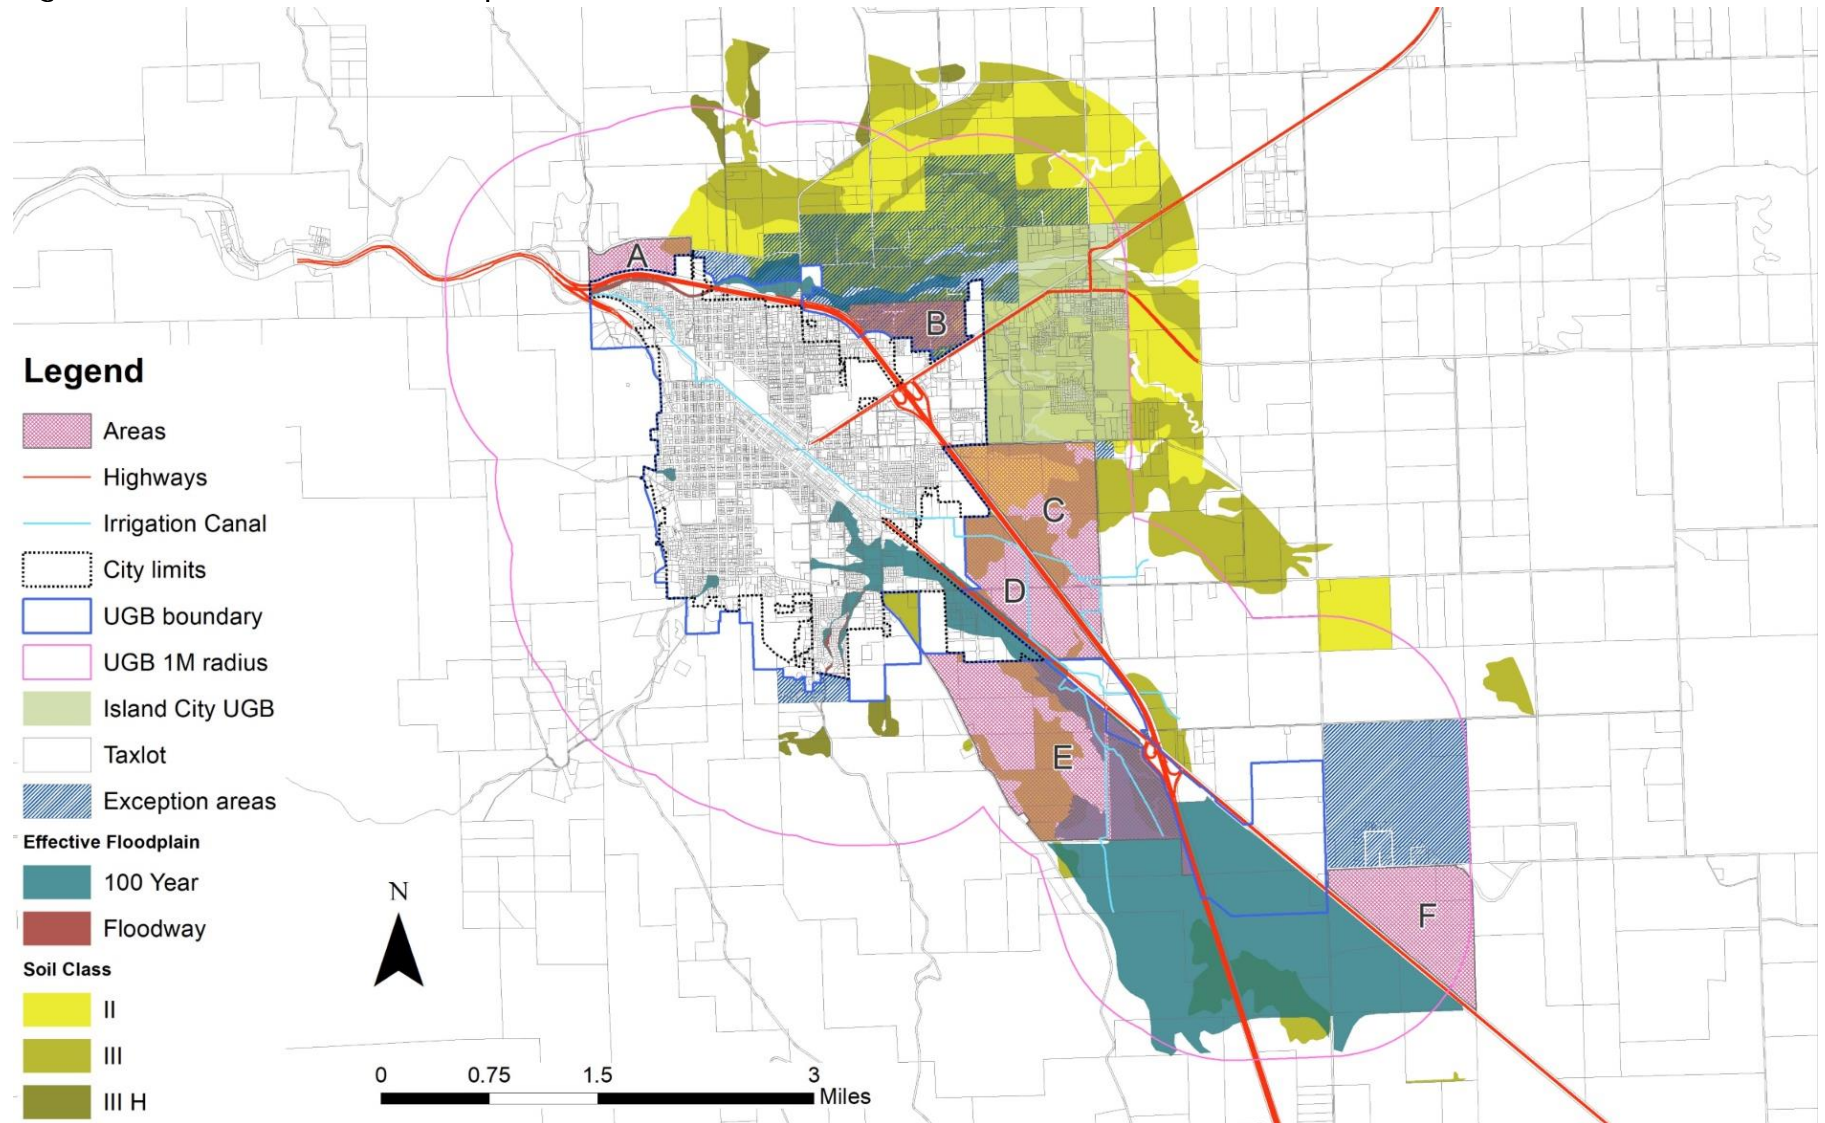 A
B
C
D
E
F
Legend
Areas
Highways
Irrigation Canal
City limits
UGB boundary
UGB 1M radius
Island City UGB
Taxlot
Exception areas
Effective Floodplain
100 Year
Floodway
Soil Class
II
III
III H
N
0 0.75 1.5 3
Miles